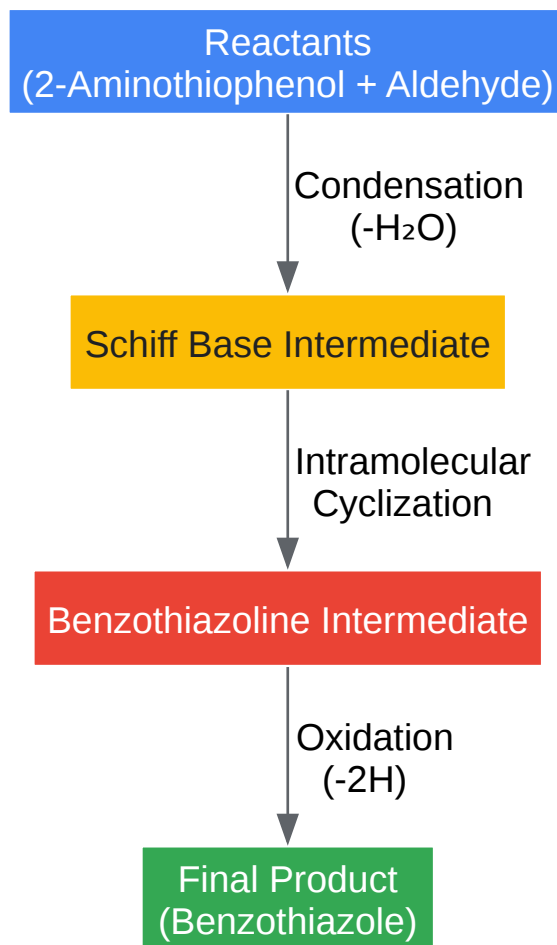 Reactants
(2-Aminothiophenol + Aldehyde)
Condensation
(-H₂O)
Schiff Base Intermediate
Intramolecular
Cyclization
Benzothiazoline Intermediate
Oxidation
(-2H)
Final Product
(Benzothiazole)